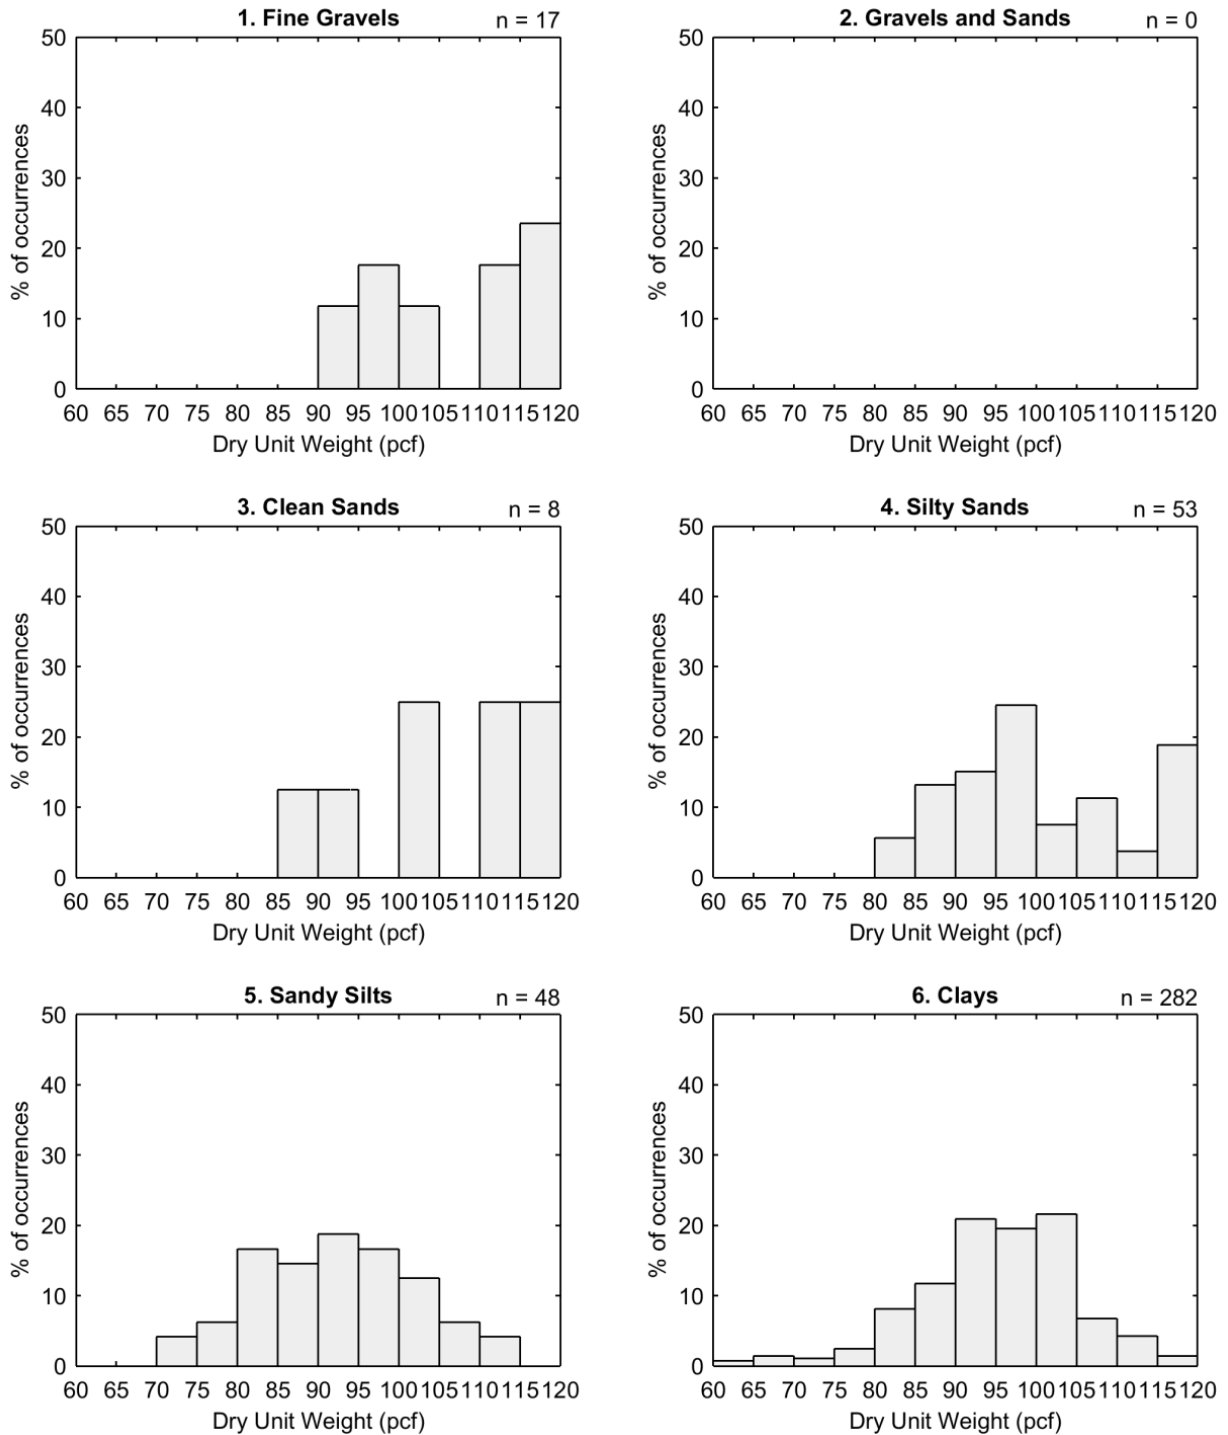 1. Fine Gravels n = 17
50
40
30
20
10
0
% of occurrences
60 65 70 75 80 85 90 95 100 105 110 115 120
Dry Unit Weight (pcf)
2. Gravels and Sands n = 0
50
40
30
20
10
0
% of occurrences
60 65 70 75 80 85 90 95 100 105 110 115 120
Dry Unit Weight (pcf)
3. Clean Sands n = 8
50
40
30
20
10
0
% of occurrences
60 65 70 75 80 85 90 95 100 105 110 115 120
Dry Unit Weight (pcf)
4. Silty Sands n = 53
50
40
30
20
10
0
% of occurrences
60 65 70 75 80 85 90 95 100 105 110 115 120
Dry Unit Weight (pcf)
5. Sandy Silts n = 48
50
40
30
20
10
0
% of occurrences
60 65 70 75 80 85 90 95 100 105 110 115 120
Dry Unit Weight (pcf)
6. Clays n = 282
50
40
30
20
10
0
% of occurrences
60 65 70 75 80 85 90 95 100 105 110 115 120
Dry Unit Weight (pcf)